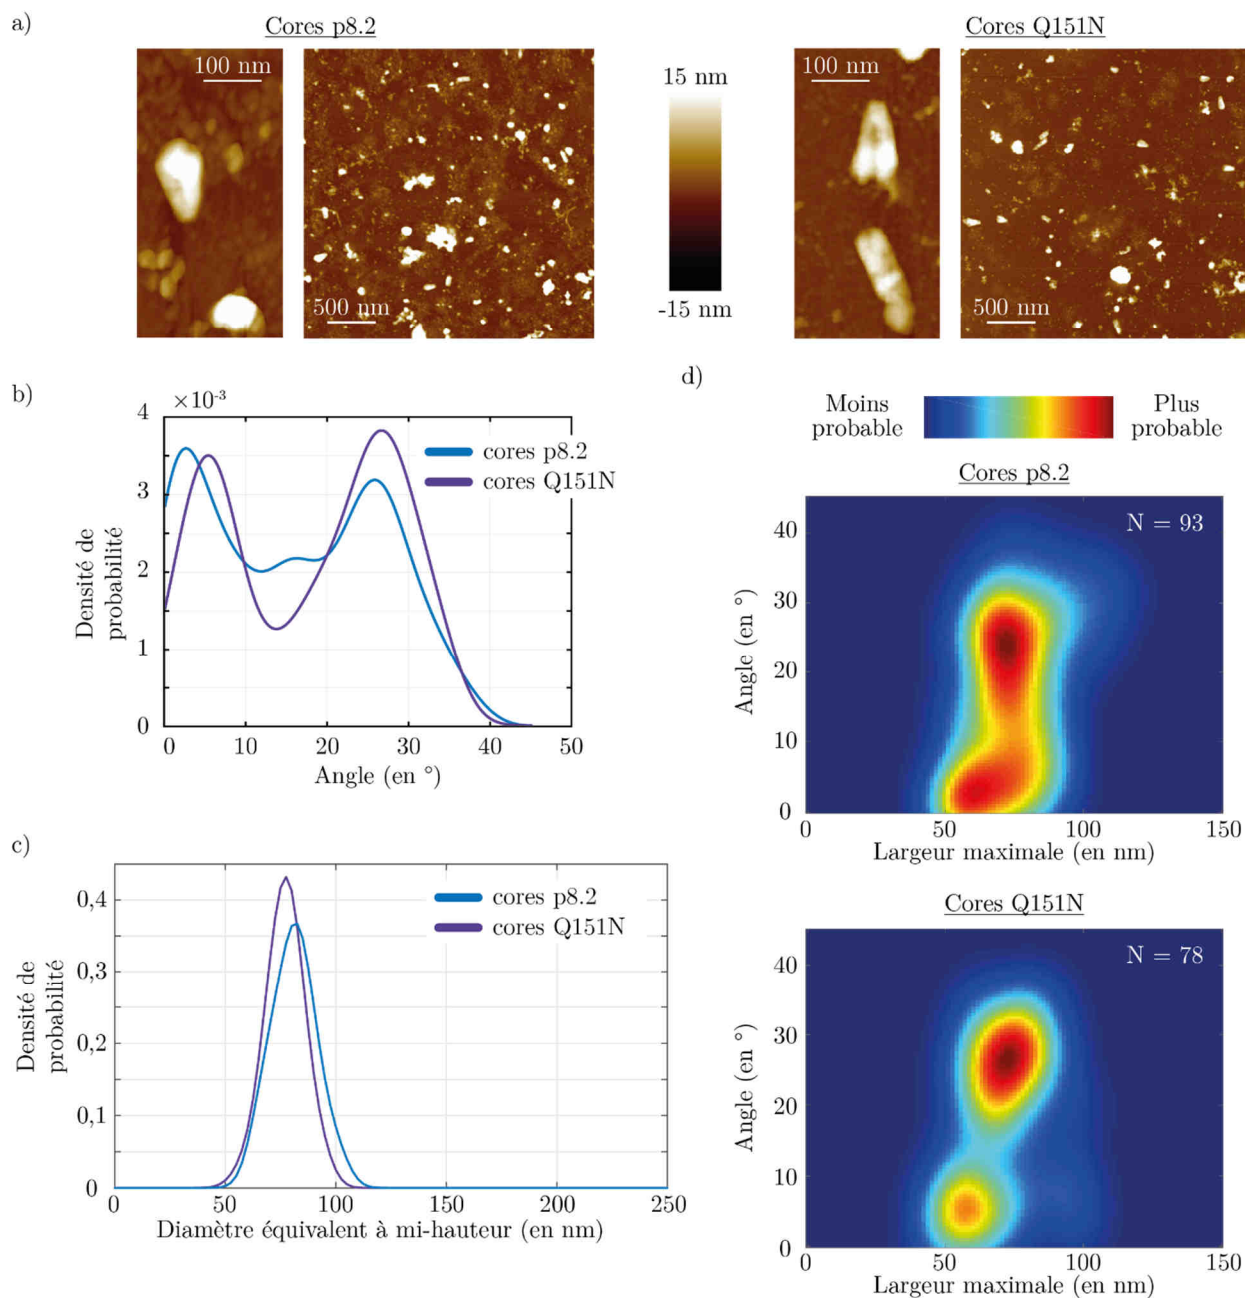 a)
Cores p8.2
Cores Q151N
100 nm
500 nm
15 nm
-15 nm
100 nm
500 nm
b)
×10⁻³
4
3
2
1
0
Densité de
probabilité
cores p8.2
cores Q151N
0 10 20 30 40 50
Angle (en °)
c)
0,4
0,3
0,2
0,1
0
Densité de
probabilité
cores p8.2
cores Q151N
0 50 100 150 200 250
Diamètre équivalent à mi-hauteur (en nm)
d)
Moins
probable
Plus
probable
Cores p8.2
N = 93
40
30
20
10
0
Angle (en °)
0 50 100 150
Largeur maximale (en nm)
Cores Q151N
N = 78
40
30
20
10
0
Angle (en °)
0 50 100 150
Largeur maximale (en nm)